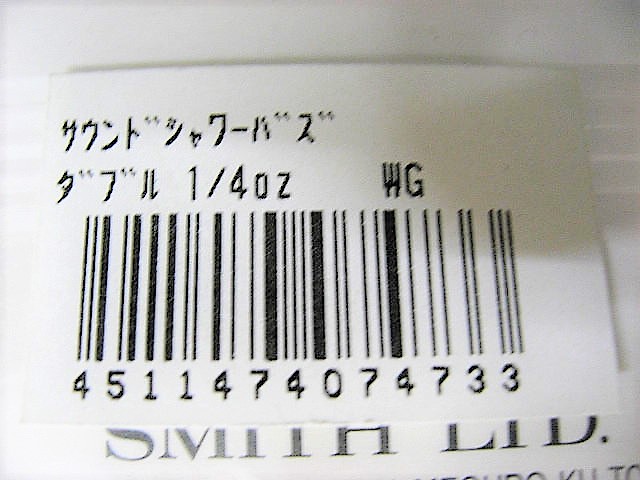 ｻｳﾝﾄﾞｼｬﾜｰﾊﾞｽﾞ
ﾀﾞﾌﾞﾙ 1/4oz WG
4511474074733
SMITH LTD.